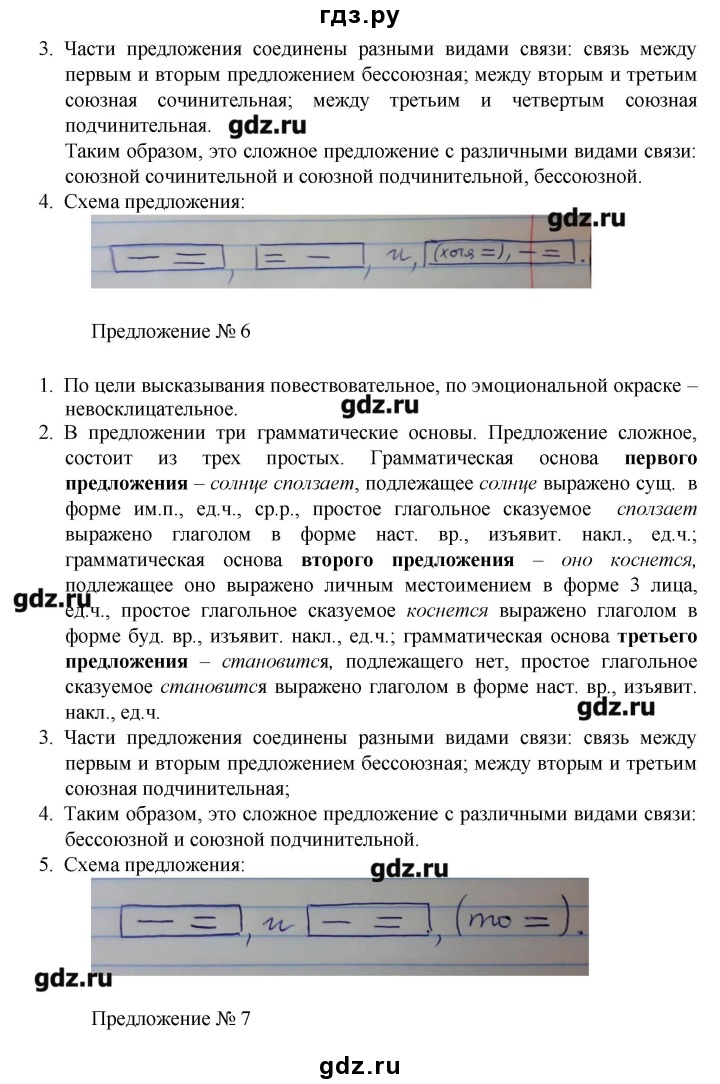 гдз.ру
3. Части предложения соединены разными видами связи: связь между
первым и вторым предложением бессоюзная; между вторым и третьим
союзная сочинительная; между третьим и четвертым союзная
подчинительная. gdz.ru
Таким образом, это сложное предложение с различными видами связи:
союзной сочинительной и союзной подчинительной, бессоюзной.
4. Схема предложения:
gdz.ru
[— =], [= —], и, [(хотя =), — =].
Предложение № 6
1. По цели высказывания повествовательное, по эмоциональной окраске –
невосклицательное. gdz.ru
2. В предложении три грамматические основы. Предложение сложное,
состоит из трех простых. Грамматическая основа первого
предложения – солнце сползает, подлежащее солнце выражено сущ. в
форме им.п., ед.ч., ср.р., простое глагольное сказуемое сползает
выражено глаголом в форме наст. вр., изъявит. накл., ед.ч.;
грамматическая основа второго предложения – оно коснется,
подлежащее оно выражено личным местоимением в форме 3 лица,
gdz.ru
ед.ч., простое глагольное сказуемое коснется выражено глаголом в
форме буд. вр., изъявит. накл., ед.ч.; грамматическая основа третьего
предложения – становится, подлежащего нет, простое глагольное
сказуемое становится выражено глаголом в форме наст. вр., изъявит.
накл., ед.ч.
gdz.ru
3. Части предложения соединены разными видами связи: связь между
первым и вторым предложением бессоюзная; между вторым и третьим
союзная подчинительная;
4. Таким образом, это сложное предложение с различными видами связи:
бессоюзной и союзной подчинительной.
5. Схема предложения:
gdz.ru
[— =], и [— =], (то =).
gdz.ru
Предложение № 7
gdz.ru